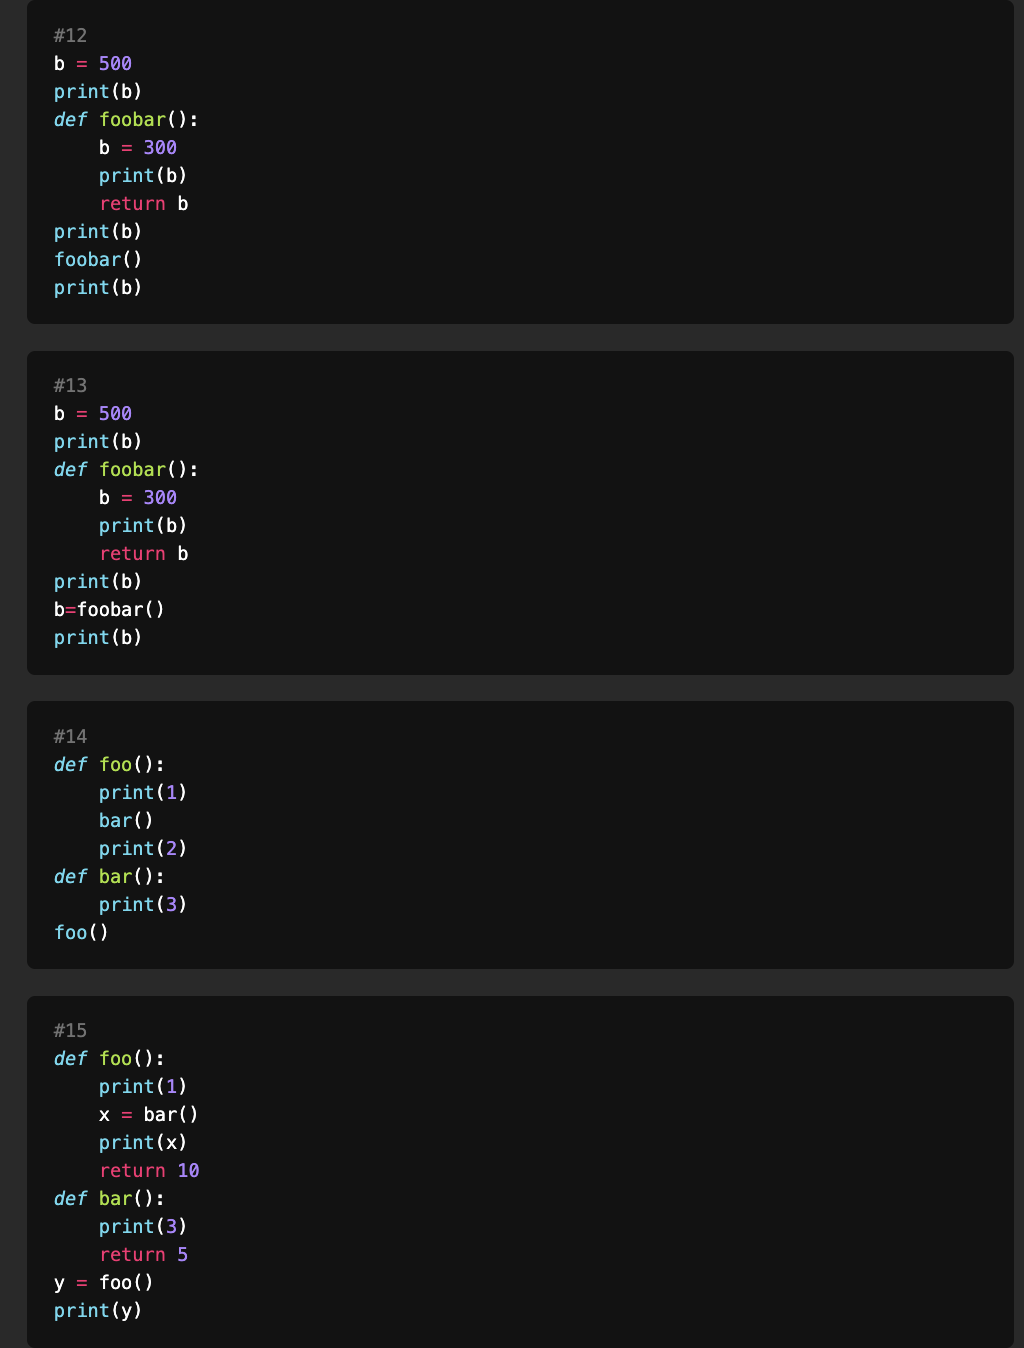 #12
b = 500
print(b)
def foobar():
    b = 300
    print(b)
    return b
print(b)
foobar()
print(b)
#13
b = 500
print(b)
def foobar():
    b = 300
    print(b)
    return b
print(b)
b=foobar()
print(b)
#14
def foo():
    print(1)
    bar()
    print(2)
def bar():
    print(3)
foo()
#15
def foo():
    print(1)
    x = bar()
    print(x)
    return 10
def bar():
    print(3)
    return 5
y = foo()
print(y)